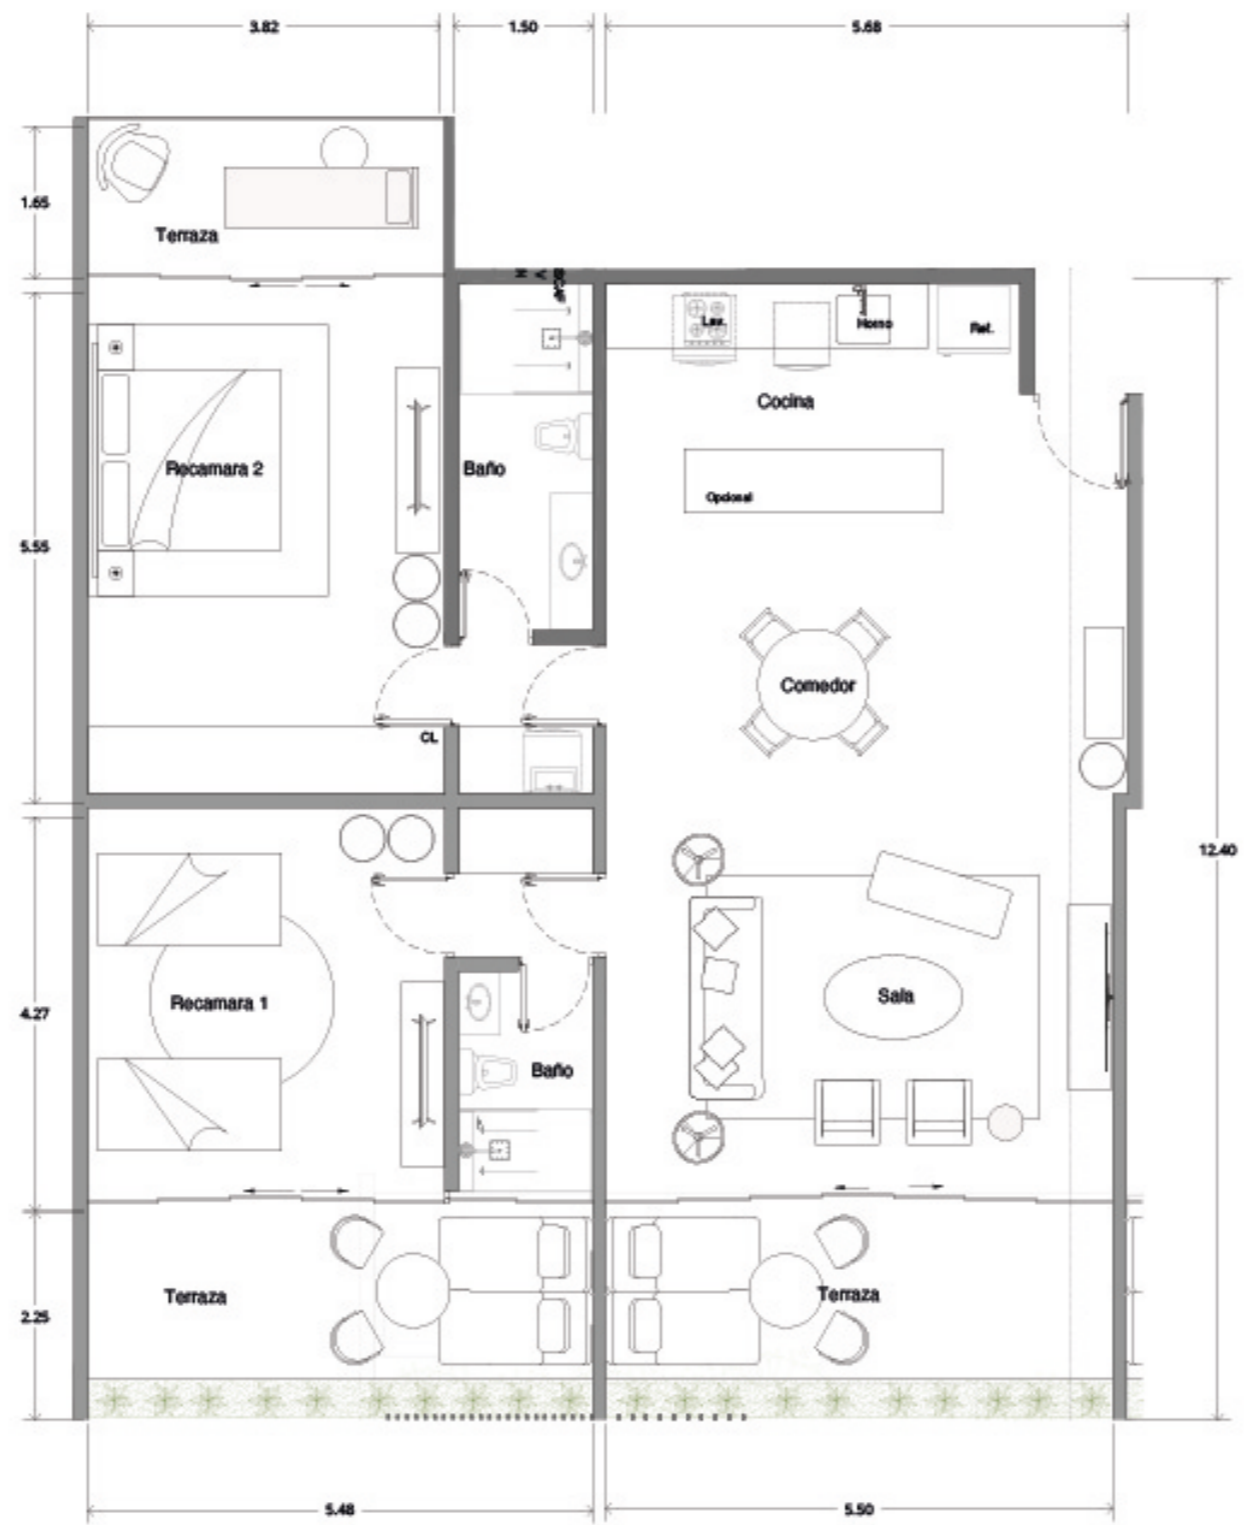 3.82
1.50
5.68
1.65
Terraza
Lav.
Horno
Ref.
Cocina
Recamara 2
Baño
Opcional
5.55
Comedor
CL
12.40
Recamara 1
Sala
4.27
Baño
Terraza
Terraza
2.25
5.48
5.50